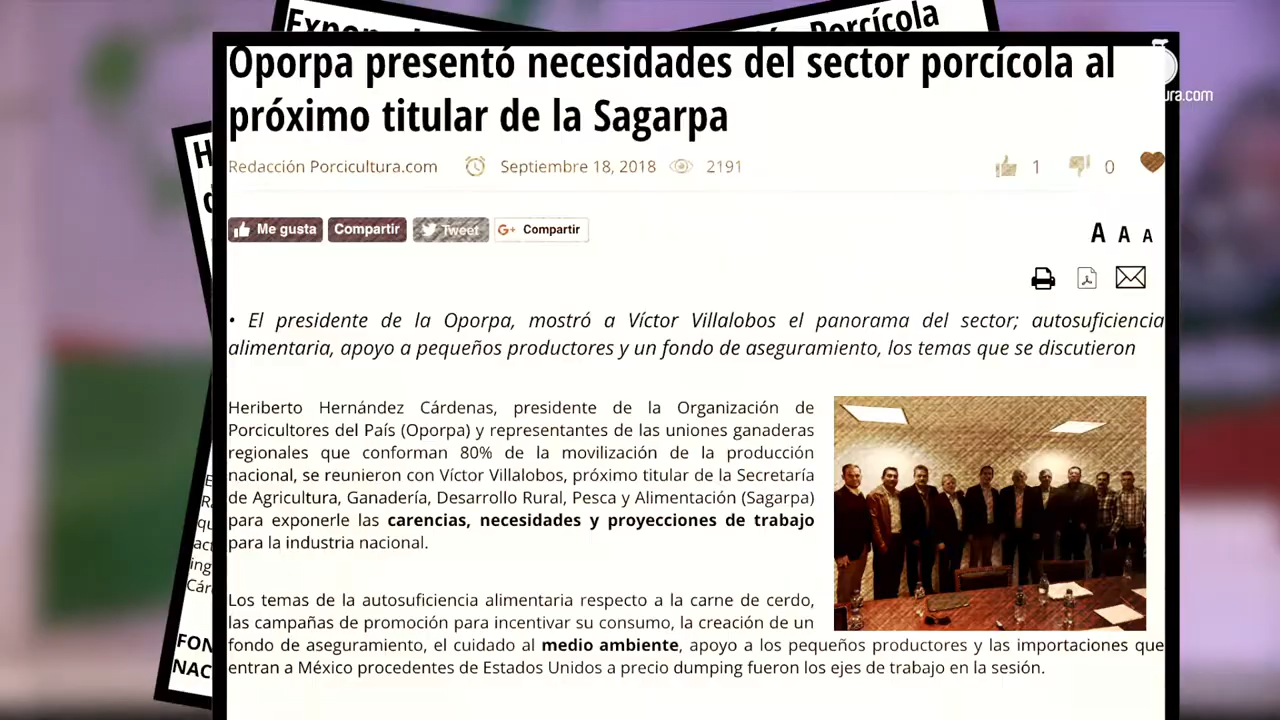 Porcícola
Oporpa presentó necesidades del sector porcícola al
próximo titular de la Sagarpa
ura.com
Redacción Porcicultura.com Septiembre 18, 2018 2191 1 0
Me gusta Compartir Tweet G+ Compartir
A A A
• El presidente de la Oporpa, mostró a Víctor Villalobos el panorama del sector; autosuficiencia
alimentaria, apoyo a pequeños productores y un fondo de aseguramiento, los temas que se discutieron
Heriberto Hernández Cárdenas, presidente de la Organización de
Porcicultores del País (Oporpa) y representantes de las uniones ganaderas
regionales que conforman 80% de la movilización de la producción
nacional, se reunieron con Víctor Villalobos, próximo titular de la Secretaría
de Agricultura, Ganadería, Desarrollo Rural, Pesca y Alimentación (Sagarpa)
para exponerle las carencias, necesidades y proyecciones de trabajo
para la industria nacional.
Los temas de la autosuficiencia alimentaria respecto a la carne de cerdo,
las campañas de promoción para incentivar su consumo, la creación de un
fondo de aseguramiento, el cuidado al medio ambiente, apoyo a los pequeños productores y las importaciones que
entran a México procedentes de Estados Unidos a precio dumping fueron los ejes de trabajo en la sesión.
FON
NAC